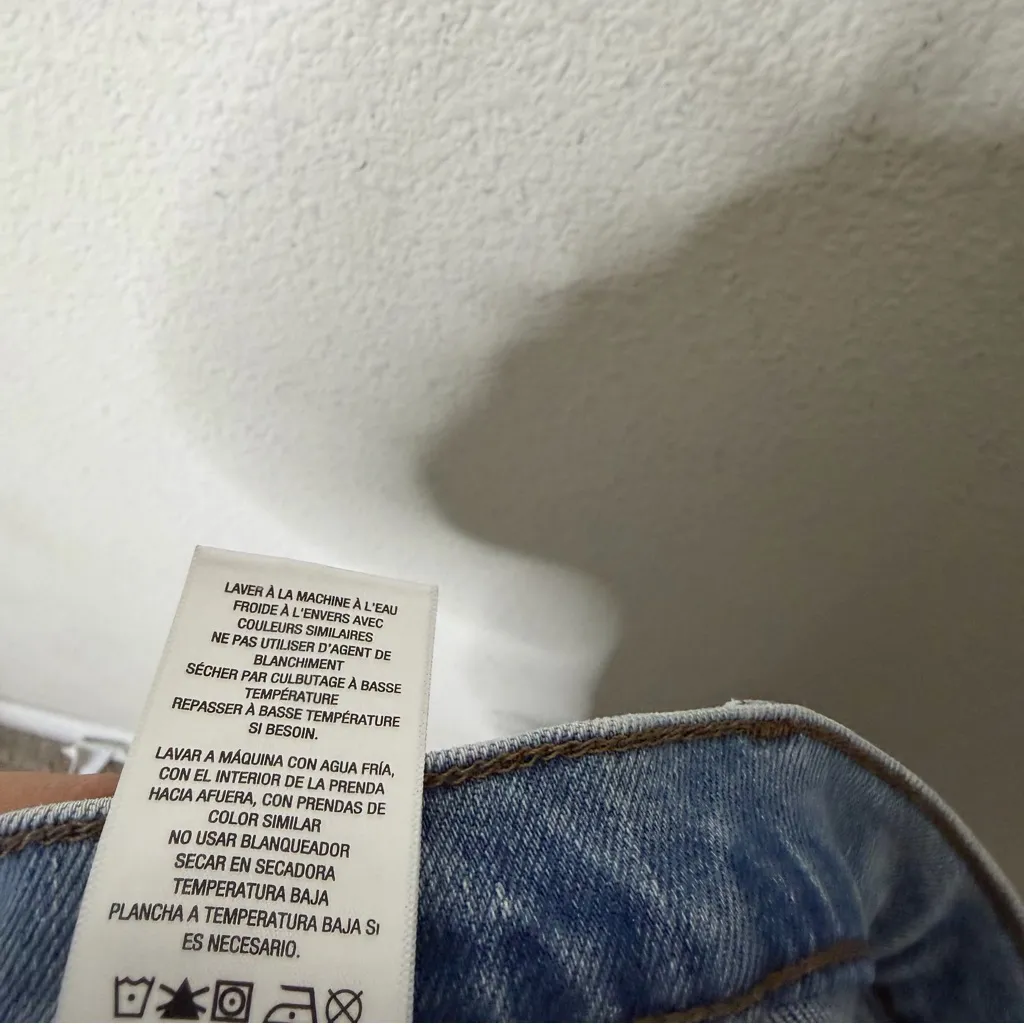 LAVER À LA MACHINE À L'EAU
FROIDE À L'ENVERS AVEC
COULEURS SIMILAIRES
NE PAS UTILISER D'AGENT DE
BLANCHIMENT
SÉCHER PAR CULBUTAGE À BASSE
TEMPÉRATURE
REPASSER À BASSE TEMPÉRATURE
SI BESOIN.
LAVAR A MÁQUINA CON AGUA FRÍA,
CON EL INTERIOR DE LA PRENDA
HACIA AFUERA, CON PRENDAS DE
COLOR SIMILAR
NO USAR BLANQUEADOR
SECAR EN SECADORA
TEMPERATURA BAJA
PLANCHA A TEMPERATURA BAJA SI
ES NECESARIO.